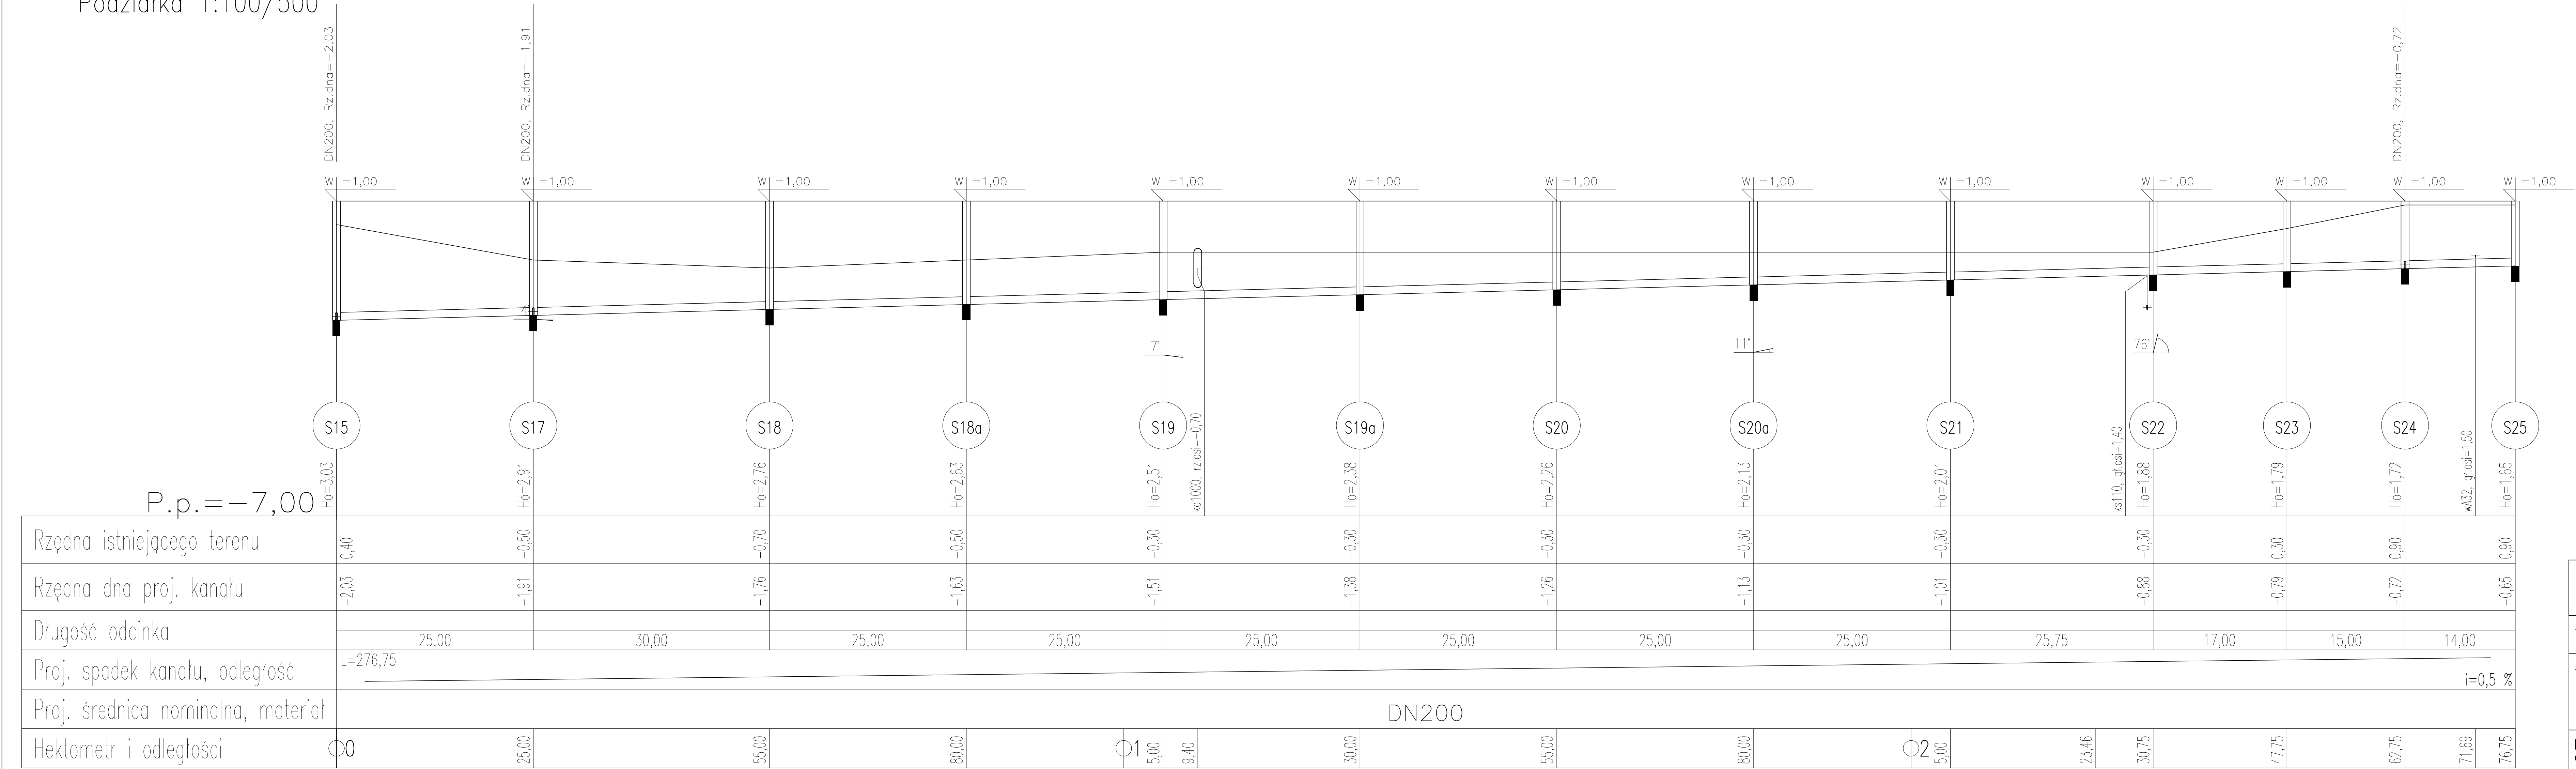 Podziałka 1:100/500
DN200, Rz.dna=-2,03
DN200, Rz.dna=-1,91
DN200, Rz.dna=-0,72
W =1,00 W =1,00 W =1,00 W =1,00 W =1,00 W =1,00 W =1,00 W =1,00 W =1,00 W =1,00 W =1,00 W =1,00 W =1,00
4°
7°
11°
76°
S15 S17 S18 S18a S19 S19a S20 S20a S21 S22 S23 S24 S25
kd1000, rz.osi=-0,70
ks110, gł.osi=1,40
wA32, gł.osi=1,50
Ho=3,03 Ho=2,91 Ho=2,76 Ho=2,63 Ho=2,51 Ho=2,38 Ho=2,26 Ho=2,13 Ho=2,01 Ho=1,88 Ho=1,79 Ho=1,72 Ho=1,65
P.p.=-7,00
Rzędna istniejącego terenu 0,40 -0,50 -0,70 -0,50 -0,30 -0,30 -0,30 -0,30 -0,30 -0,30 0,30 0,90 0,90
Rzędna dna proj. kanału -2,03 -1,91 -1,76 -1,63 -1,51 -1,38 -1,26 -1,13 -1,01 -0,88 -0,79 -0,72 -0,65
Długość odcinka 25,00 30,00 25,00 25,00 25,00 25,00 25,00 25,00 25,75 17,00 15,00 14,00
Proj. spadek kanału, odległość L=276,75 i=0,5 %
Proj. średnica nominalna, materiał DN200
Hektometr i odległości 0 25,00 55,00 80,00 1 5,00 9,40 30,00 55,00 80,00 2 5,00 23,46 30,75 47,75 62,75 71,69 76,75